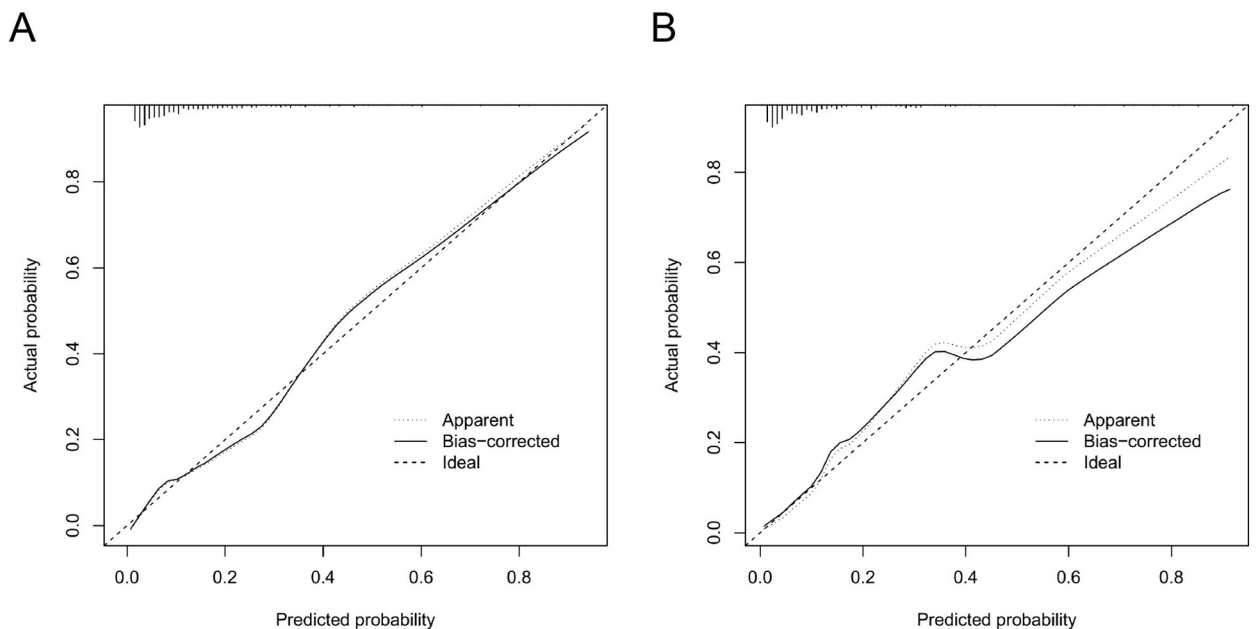 A
Actual probability
0.8
0.6
0.4
0.2
0.0
Apparent
Bias-corrected
Ideal
0.0 0.2 0.4 0.6 0.8
Predicted probability
B
Actual probability
0.8
0.6
0.4
0.2
0.0
Apparent
Bias-corrected
Ideal
0.0 0.2 0.4 0.6 0.8
Predicted probability